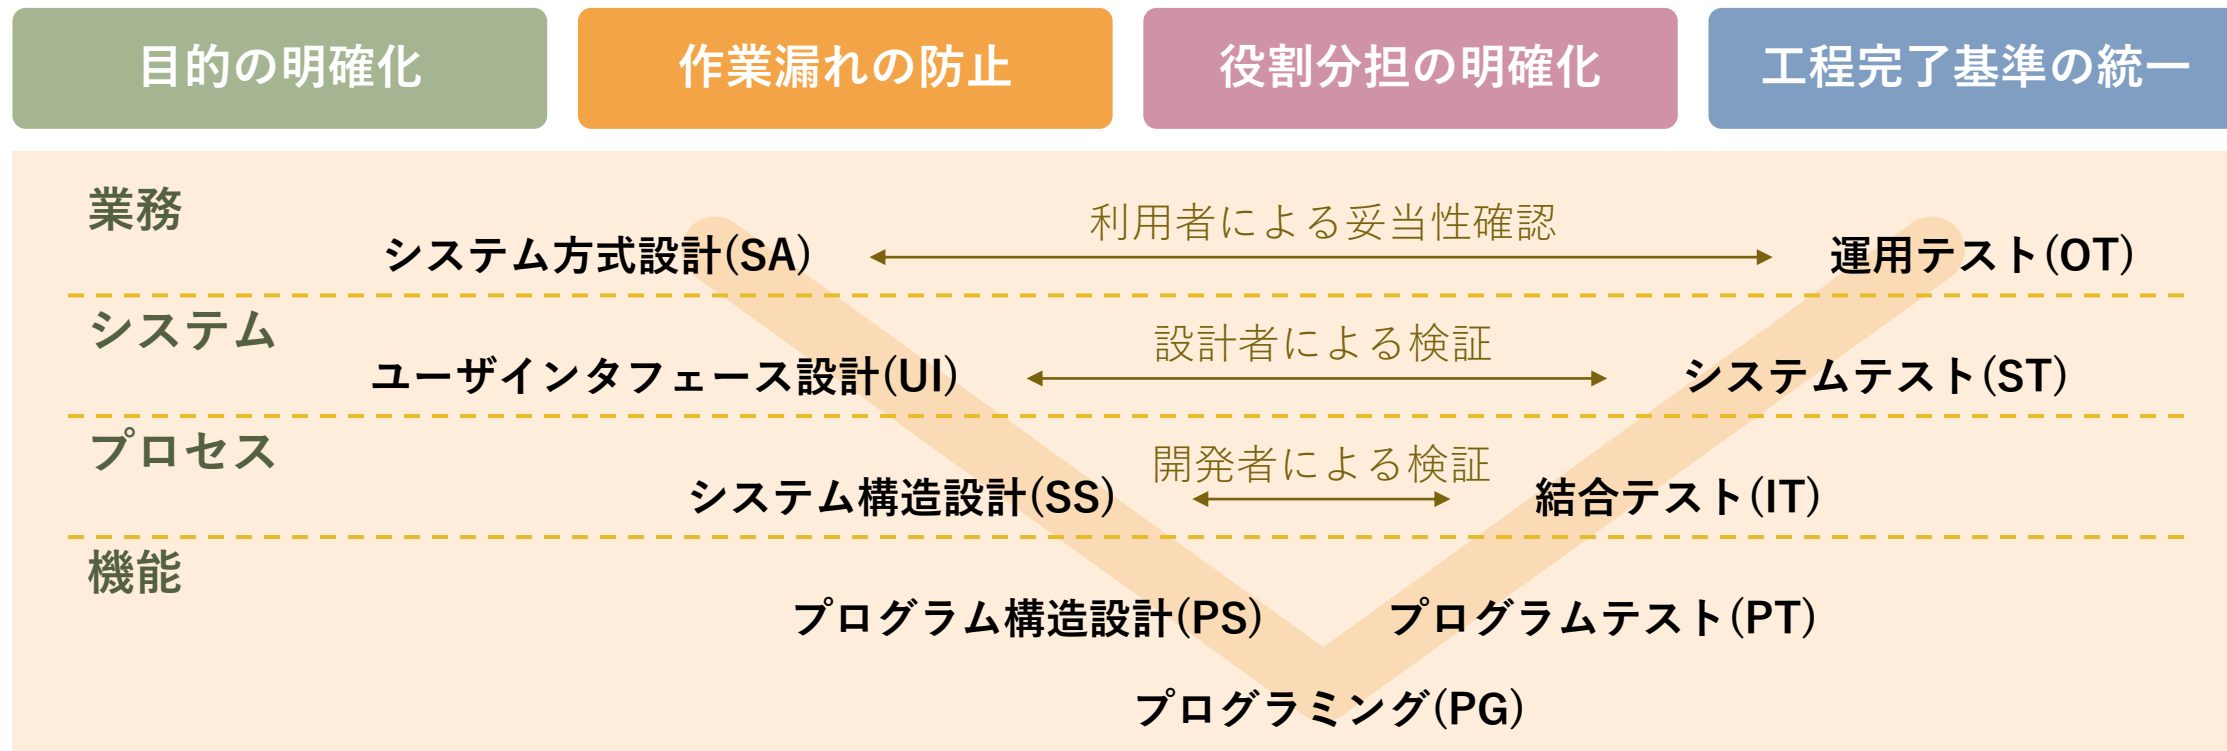 目的の明確化
作業漏れの防止
役割分担の明確化
工程完了基準の統一
業務
利用者による妥当性確認
システム方式設計(SA)
運用テスト(OT)
システム
設計者による検証
ユーザインタフェース設計(UI)
システムテスト(ST)
プロセス
開発者による検証
システム構造設計(SS)
結合テスト(IT)
機能
プログラム構造設計(PS)
プログラムテスト(PT)
プログラミング(PG)